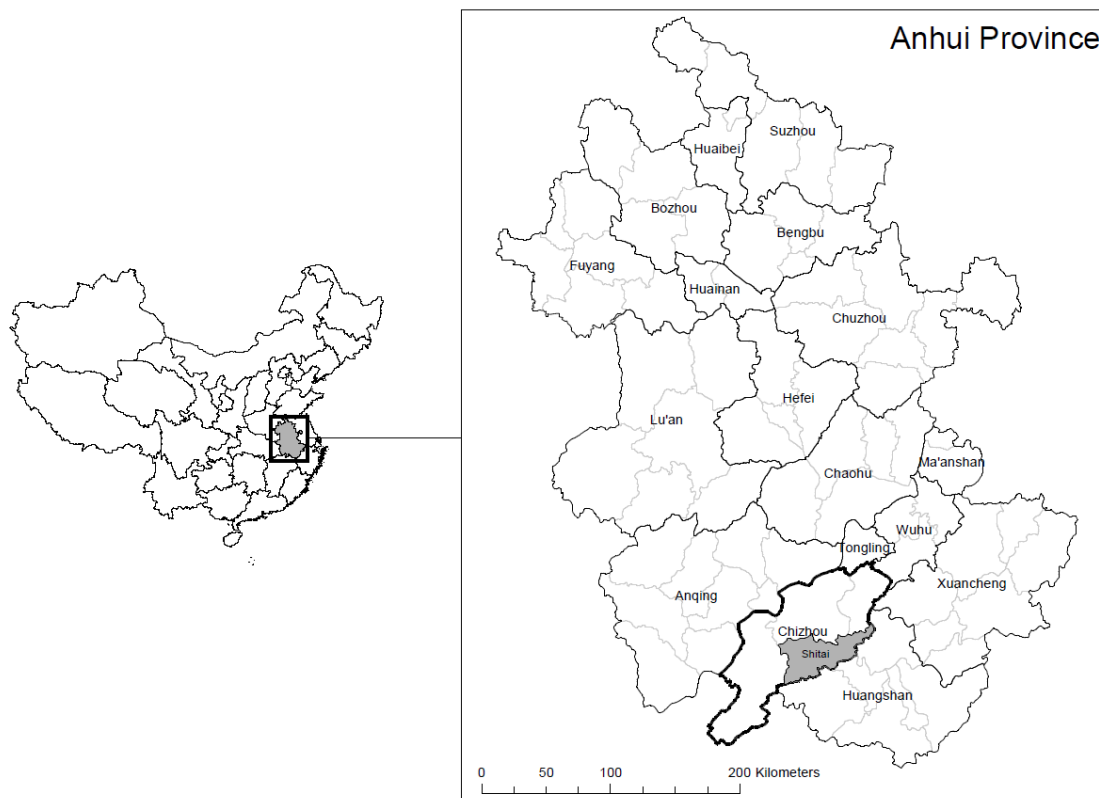 Anhui Province
Suzhou
Huaibei
Bozhou
Bengbu
Fuyang
Huainan
Chuzhou
Hefei
Lu'an
Chaohu
Ma'anshan
Wuhu
Tongling
Xuancheng
Anqing
Chizhou
Shitai
Huangshan
0 50 100 200 Kilometers